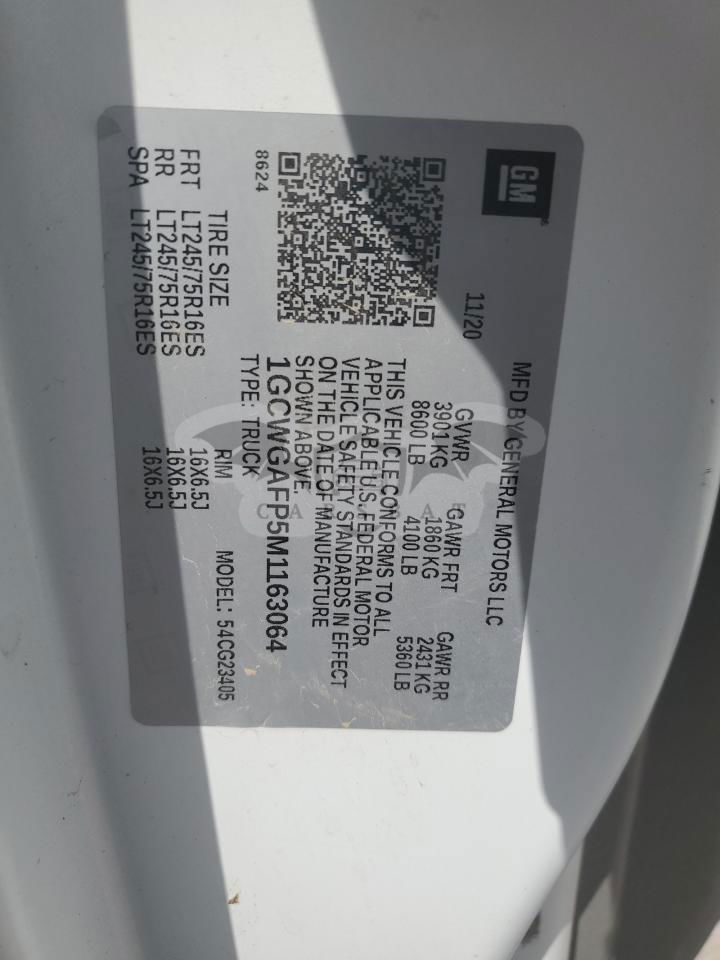 GM
MFD BY GENERAL MOTORS LLC
11/20
GVWR GAWR FRT GAWR RR
3901 KG 1860 KG 2431 KG
8600 LB 4100 LB 5360 LB
THIS VEHICLE CONFORMS TO ALL
APPLICABLE U.S. FEDERAL MOTOR
VEHICLE SAFETY STANDARDS IN EFFECT
ON THE DATE OF MANUFACTURE
SHOWN ABOVE.
1GCWGAFP5M1163064
8624
TYPE: TRUCK MODEL: 54CG23405
TIRE SIZE RIM
FRT LT245/75R16ES 16X6.5J
RR LT245/75R16ES 16X6.5J
SPA LT245/75R16ES 16X6.5J